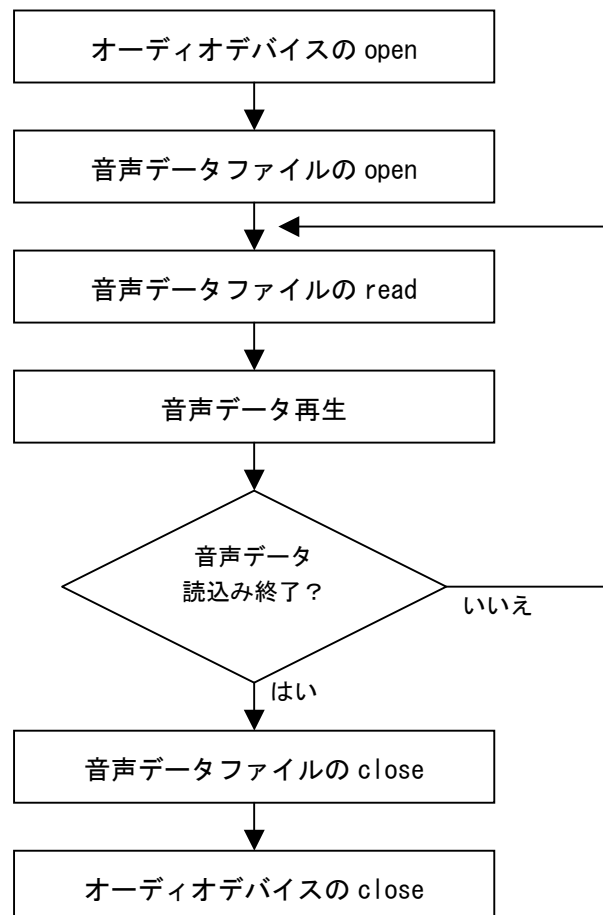 オーディオデバイスの open
音声データファイルの open
音声データファイルの read
音声データ再生
音声データ
読込み終了？
いいえ
はい
音声データファイルの close
オーディオデバイスの close